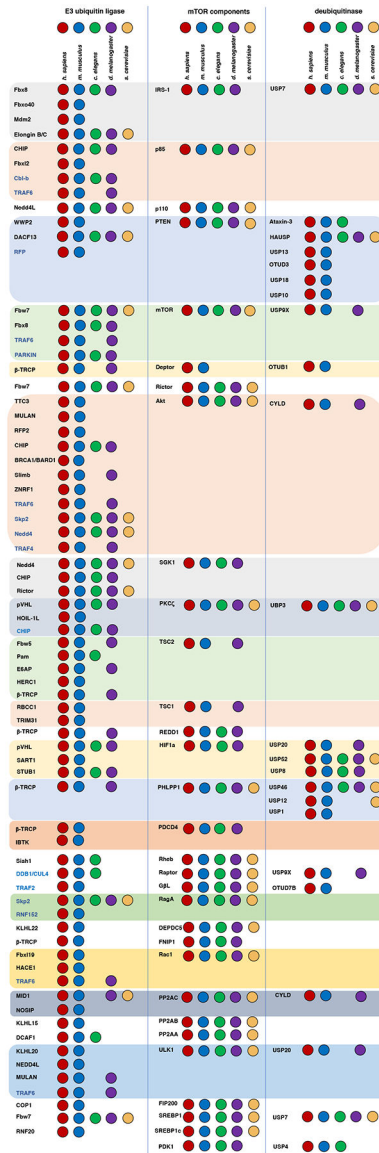 E3 ubiquitin ligase mTOR components deubiquitinase
h. sapiens m. musculus c. elegans d. melanogaster s. cerevisiae h. sapiens m. musculus c. elegans d. melanogaster s. cerevisiae h. sapiens m. musculus c. elegans d. melanogaster s. cerevisiae
Fbx8 IRS-1 USP7
Fbxo40
Mdm2
Elongin B/C
CHIP p85
Fbxl2
Cbl-b
TRAF6
Nedd4L p110
WWP2 PTEN Ataxin-3
DACF13 HAUSP
RFP USP13
OTUD3
USP18
USP10
Fbw7 mTOR USP9X
Fbx8
TRAF6
PARKIN
β-TRCP Deptor OTUB1
Fbw7 Rictor
TTC3 Akt CYLD
MULAN
RFP2
CHIP
BRCA1/BARD1
Slimb
ZNRF1
TRAF6
Skp2
Nedd4
TRAF4
Nedd4 SGK1
CHIP
Rictor
pVHL PKCζ UBP3
HOIL-1L
CHIP
Fbw5 TSC2
Pam
E6AP
HERC1
β-TRCP
RBCC1 TSC1
TRIM31
β-TRCP REDD1
pVHL HIF1a USP20
SART1 USP52
STUB1 USP8
β-TRCP PHLPP1 USP46
USP12
USP1
β-TRCP PDCD4
IBTK
Siah1 Rheb
DDB1/CUL4 Raptor USP9X
TRAF2 GβL OTUD7B
Skp2 RagA
RNF152
KLHL22 DEPDC5
β-TRCP FNIP1
Fbxl19 Rac1
HACE1
TRAF6
MID1 PP2AC CYLD
NOSIP
KLHL15 PP2AB
DCAF1 PP2AA
KLHL20 ULK1 USP20
NEDD4L
MULAN
TRAF6
COP1 FIP200
Fbw7 SREBP1 USP7
RNF20 SREBP1c
PDK1 USP4